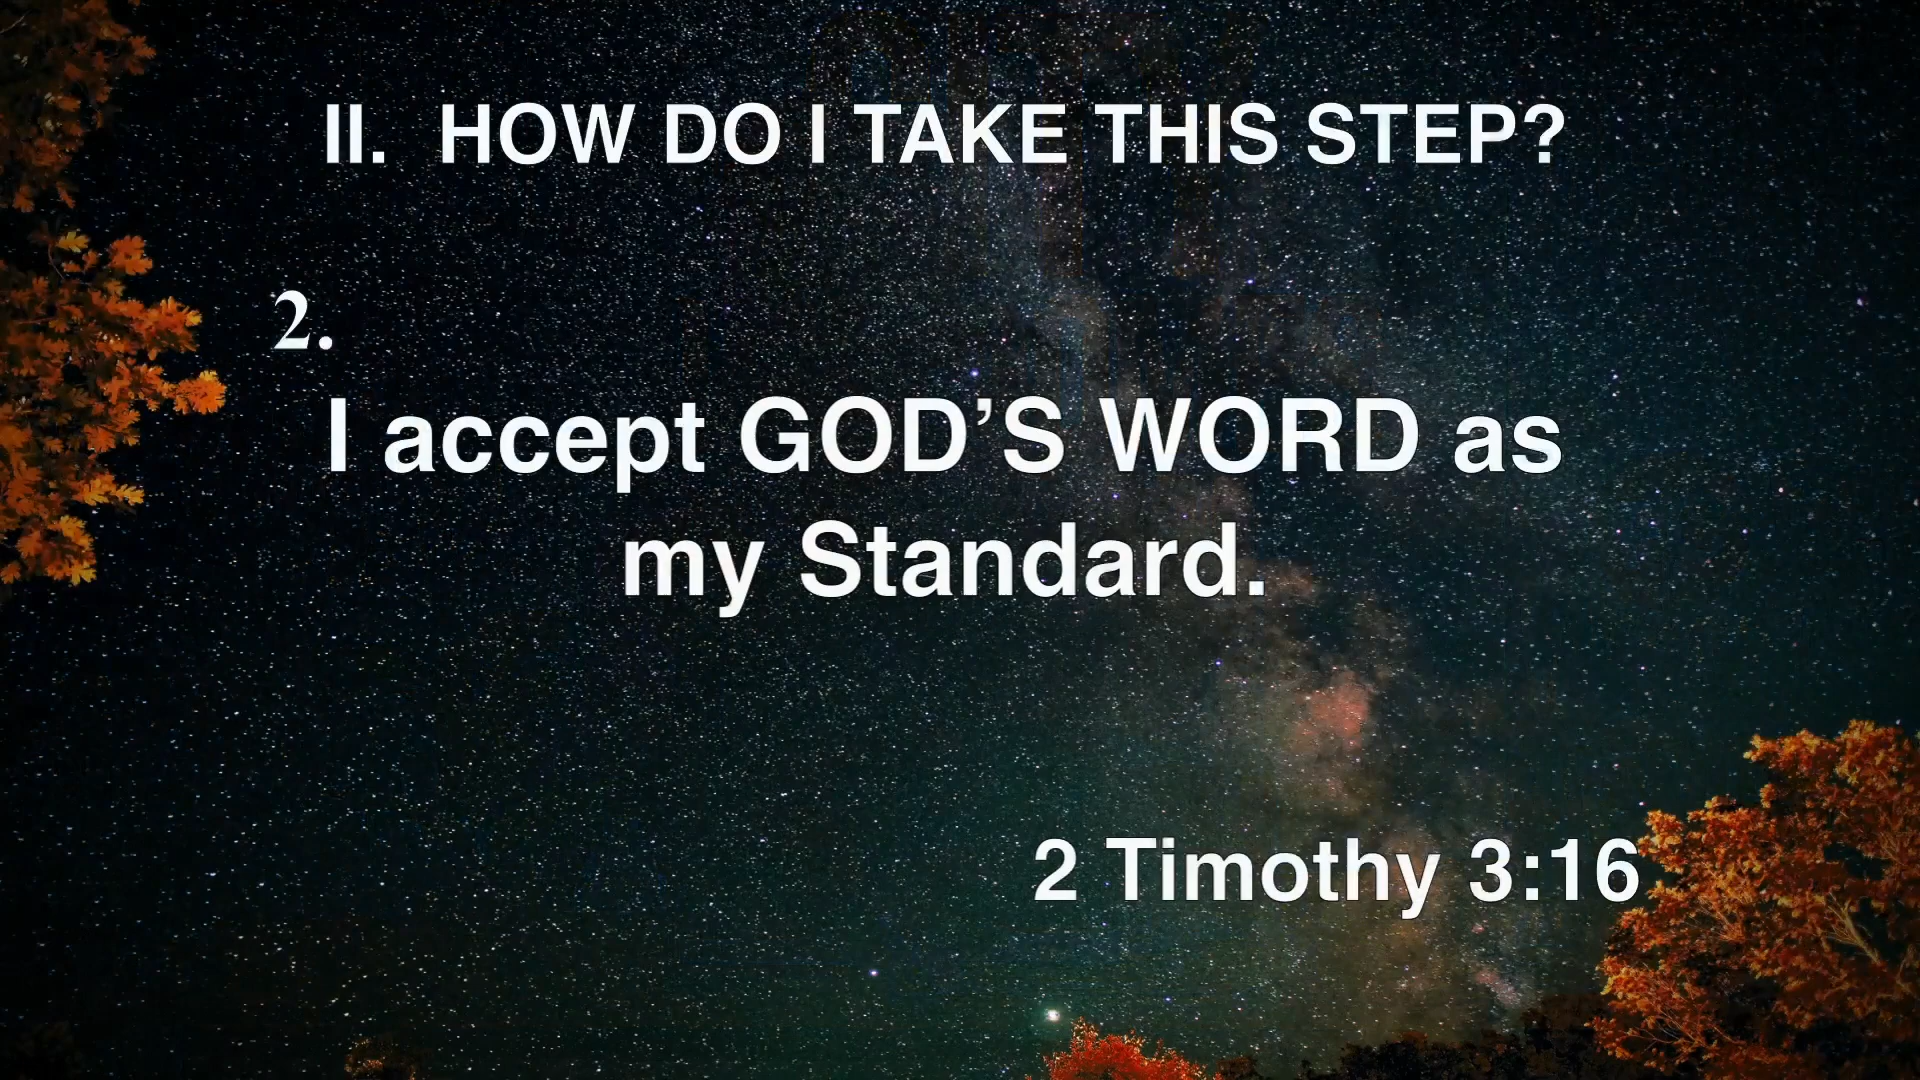 II. HOW DO I TAKE THIS STEP?
2.
I accept GOD’S WORD as
my Standard.
2 Timothy 3:16